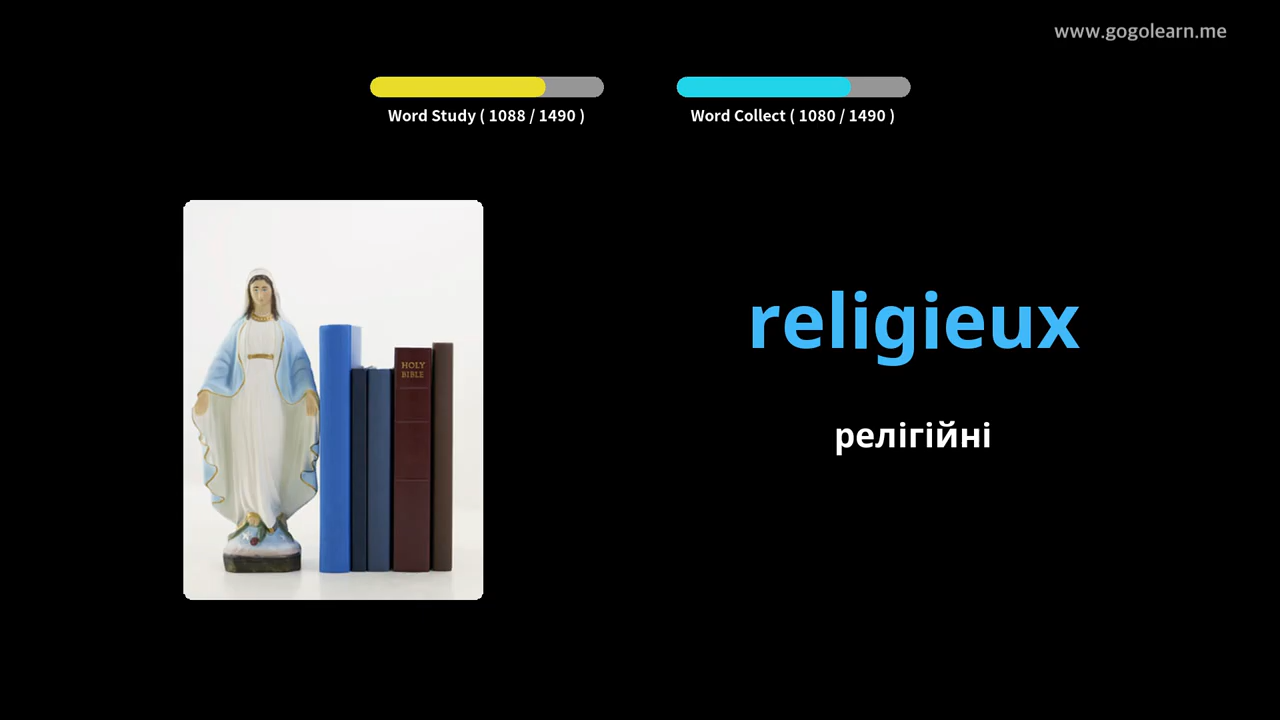 www.gogolearn.me
Word Study ( 1088 / 1490 )
Word Collect ( 1080 / 1490 )
HOLY
BIBLE
religieux
релігійні